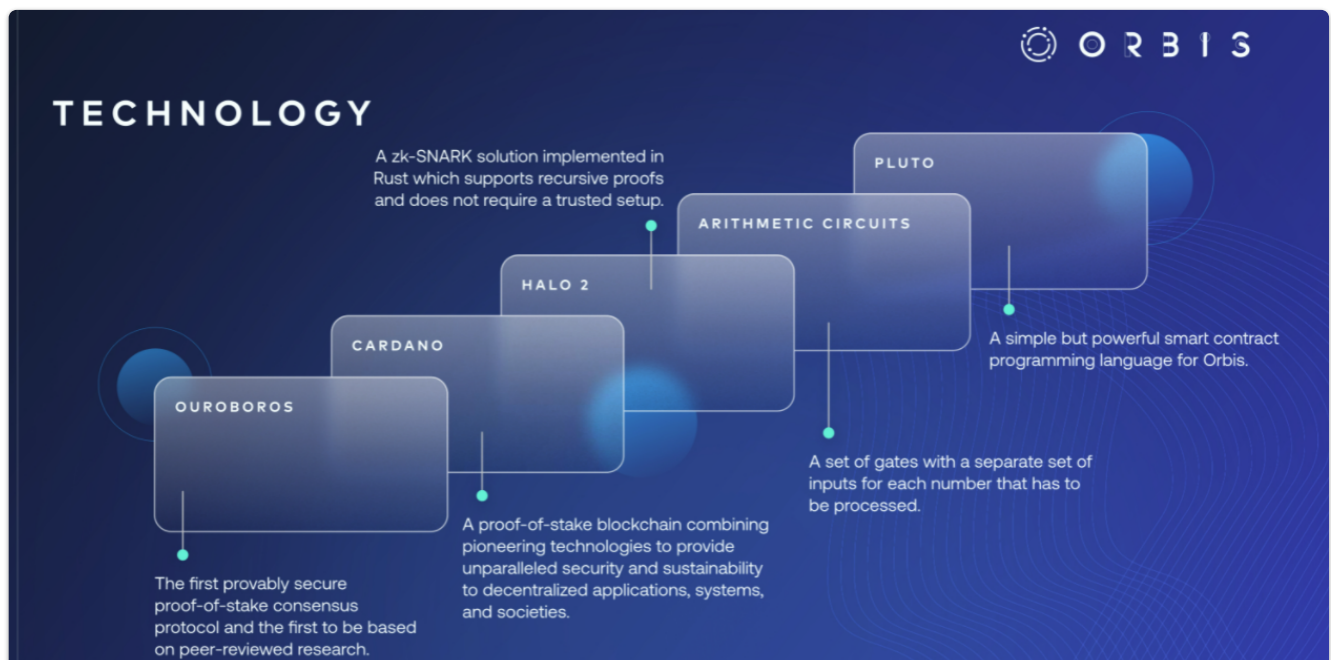 ORBIS
TECHNOLOGY
A zk-SNARK solution implemented in
Rust which supports recursive proofs
and does not require a trusted setup.
PLUTO
ARITHMETIC CIRCUITS
HALO 2
CARDANO
OUROBOROS
A simple but powerful smart contract
programming language for Orbis.
A set of gates with a separate set of
inputs for each number that has to
be processed.
A proof-of-stake blockchain combining
pioneering technologies to provide
unparalleled security and sustainability
to decentralized applications, systems,
and societies.
The first provably secure
proof-of-stake consensus
protocol and the first to be based
on peer-reviewed research.